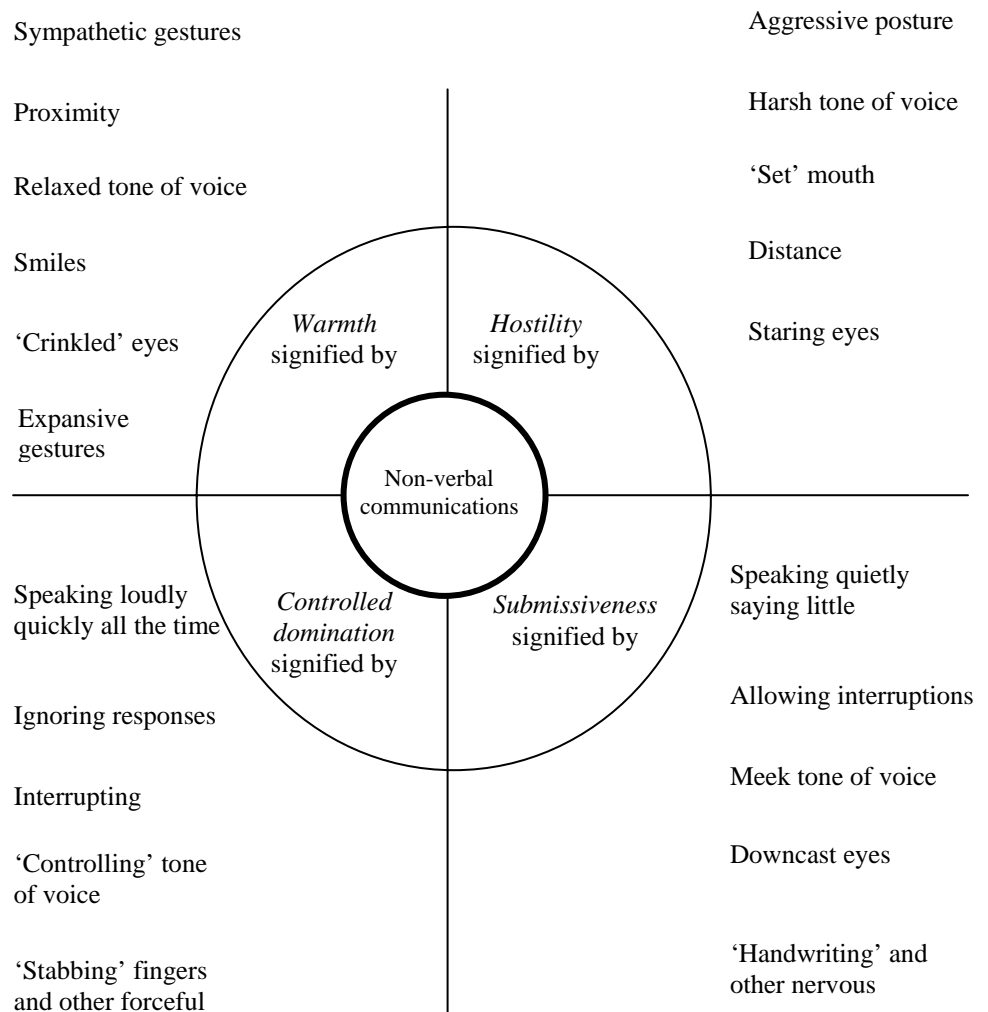 Sympathetic gestures
Proximity
Relaxed tone of voice
Smiles
‘Crinkled’ eyes
Expansive
gestures
Warmth
signified by
Aggressive posture
Harsh tone of voice
‘Set’ mouth
Distance
Staring eyes
Hostility
signified by
Non-verbal
communications
Speaking loudly
quickly all the time
Ignoring responses
Interrupting
‘Controlling’ tone
of voice
‘Stabbing’ fingers
and other forceful
Controlled
domination
signified by
Submissiveness
signified by
Speaking quietly
saying little
Allowing interruptions
Meek tone of voice
Downcast eyes
‘Handwriting’ and
other nervous